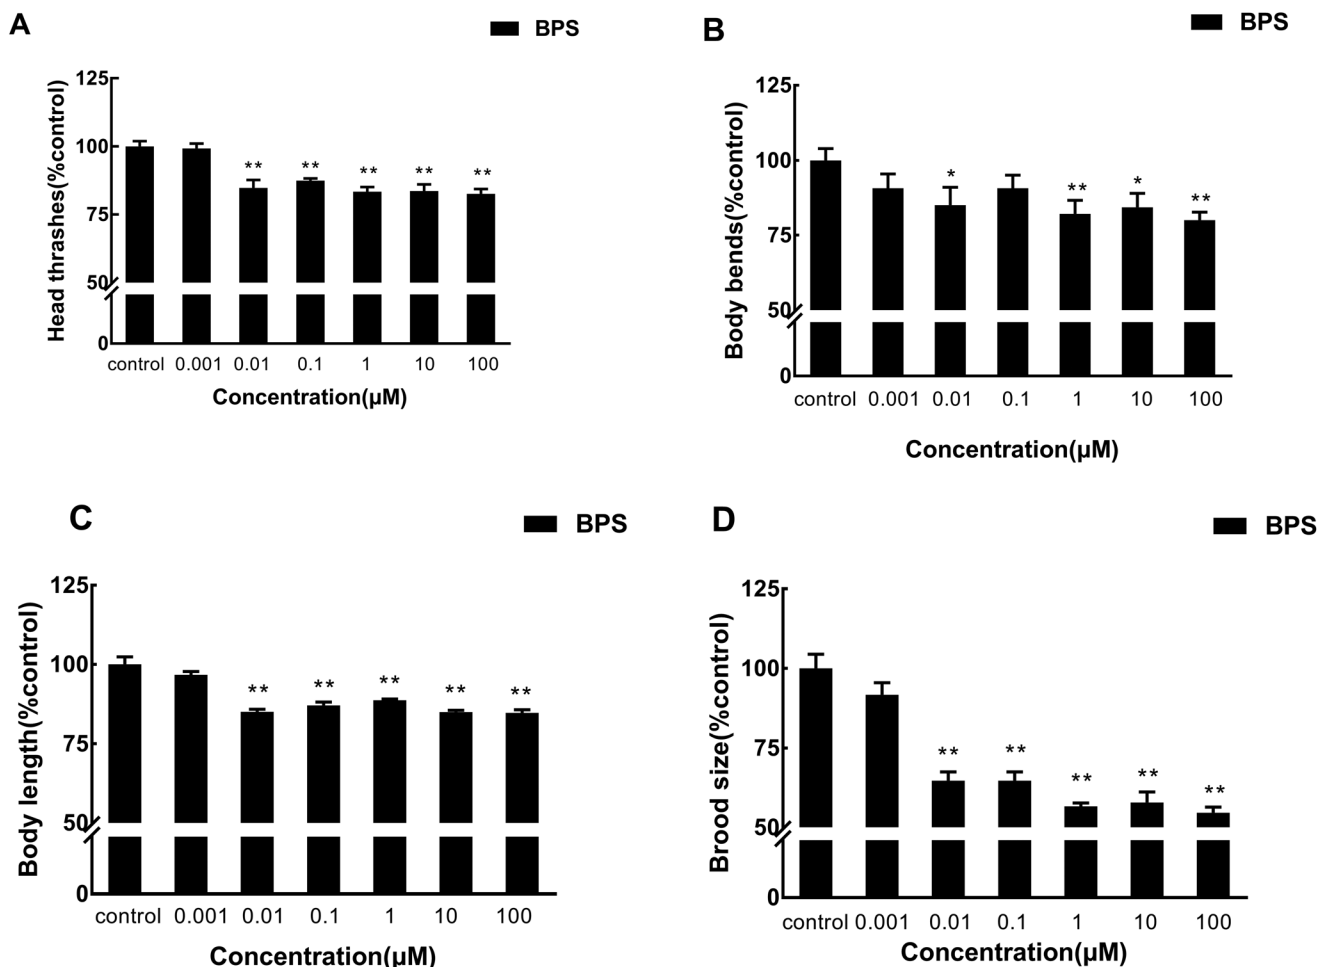 A
BPS
Head thrashes(%control)
125
100
75
50
0
** ** ** ** **
control 0.001 0.01 0.1 1 10 100
Concentration(µM)
B
BPS
Body bends(%control)
125
100
75
50
0
* ** * **
control 0.001 0.01 0.1 1 10 100
Concentration(µM)
C
BPS
Body length(%control)
125
100
75
50
0
** ** ** ** **
control 0.001 0.01 0.1 1 10 100
Concentration(µM)
D
BPS
Brood size(%control)
125
100
75
50
0
** ** ** ** **
control 0.001 0.01 0.1 1 10 100
Concentration(µM)